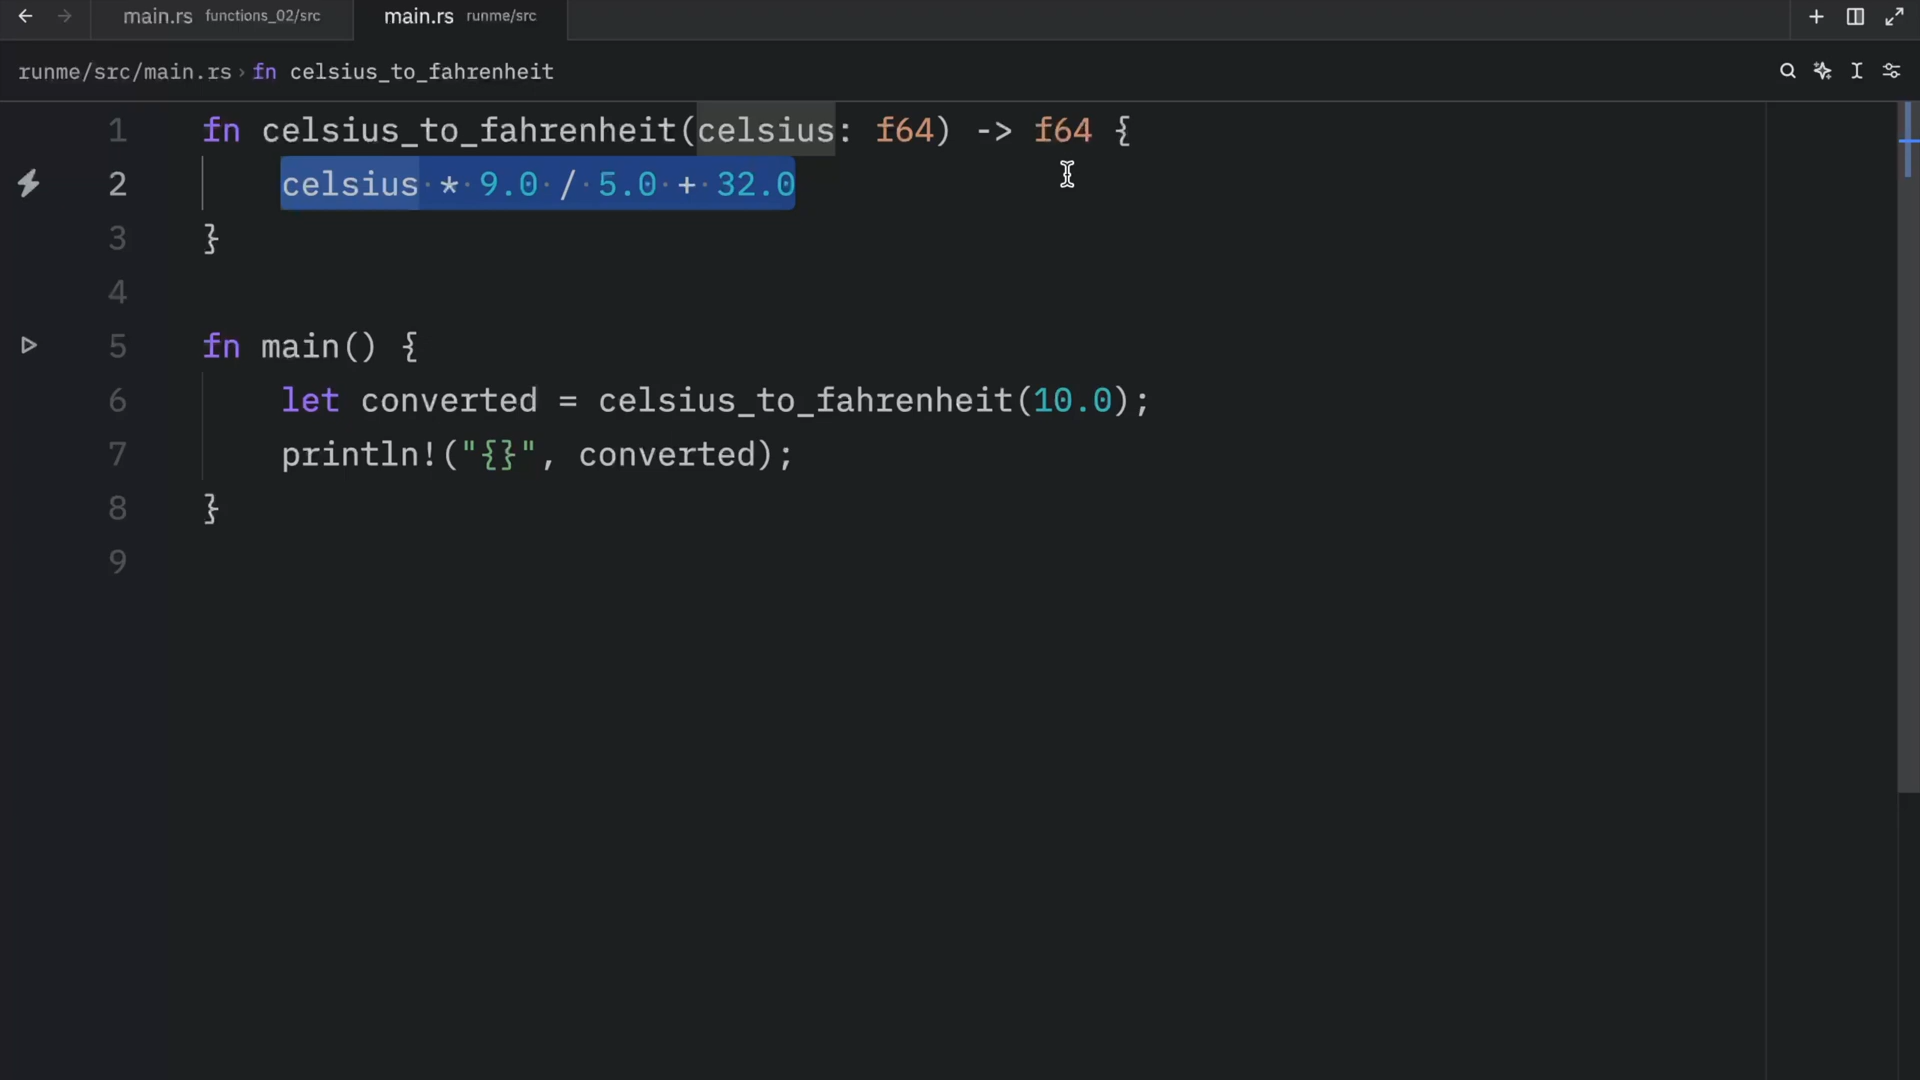 main.rs functions_02/src main.rs runme/src
runme/src/main.rs › fn celsius_to_fahrenheit
1 fn celsius_to_fahrenheit(celsius: f64) -> f64 {
2 celsius * 9.0 / 5.0 + 32.0
3 }
4
5 fn main() {
6 let converted = celsius_to_fahrenheit(10.0);
7 println!("{}", converted);
8 }
9